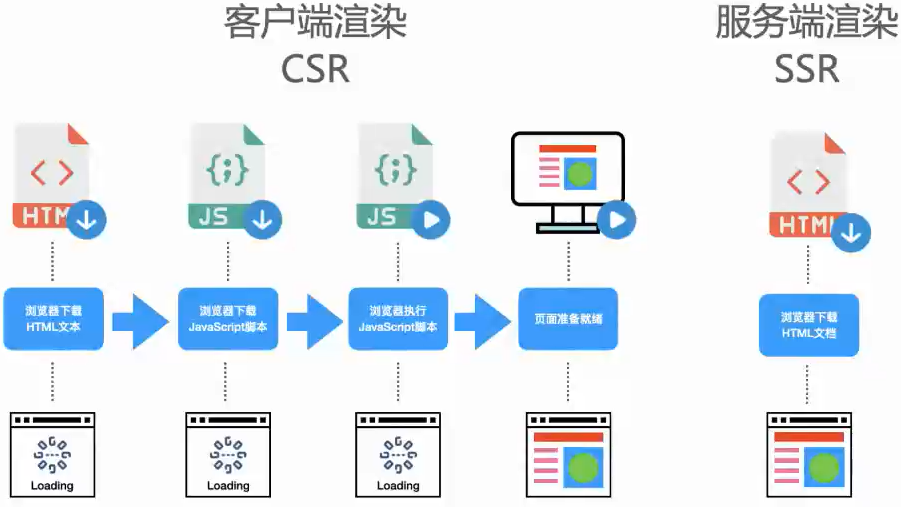 客户端渲染
CSR
服务端渲染
SSR
HTML
JS
JS
HTML
浏览器下载
HTML文本
浏览器下载
JavaScript脚本
浏览器执行
JavaScript脚本
页面准备就绪
浏览器下载
HTML文档
Loading
Loading
Loading